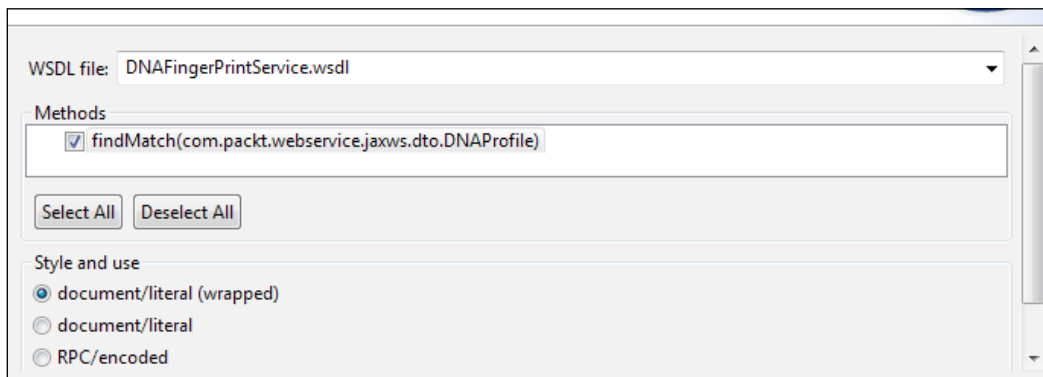 WSDL file: DNAFingerPrintService.wsdl
Methods
findMatch(com.packt.webservice.jaxws.dto.DNAProfile)
Select All Deselect All
Style and use
document/literal (wrapped)
document/literal
RPC/encoded